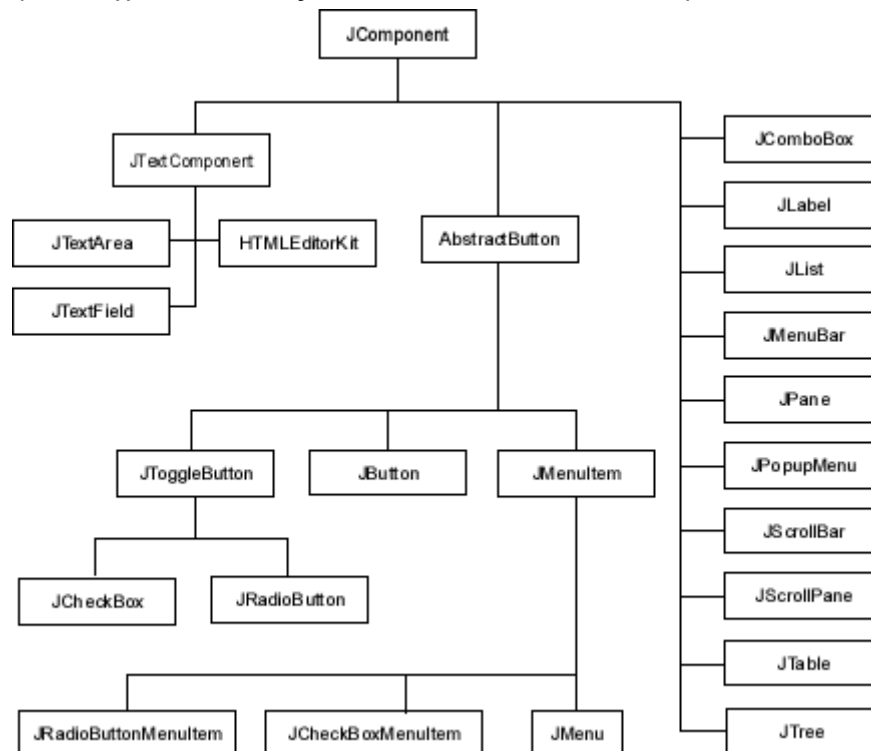 JComponent
JTextComponent
JComboBox
JLabel
JTextArea
HTMLEditorKit
AbstractButton
JList
JTextField
JMenuBar
JPane
JToggleButton
JButton
JMenuItem
JPopupMenu
JScrollBar
JCheckBox
JRadioButton
JScrollPane
JTable
JRadioButtonMenuItem
JCheckBoxMenuItem
JMenu
JTree